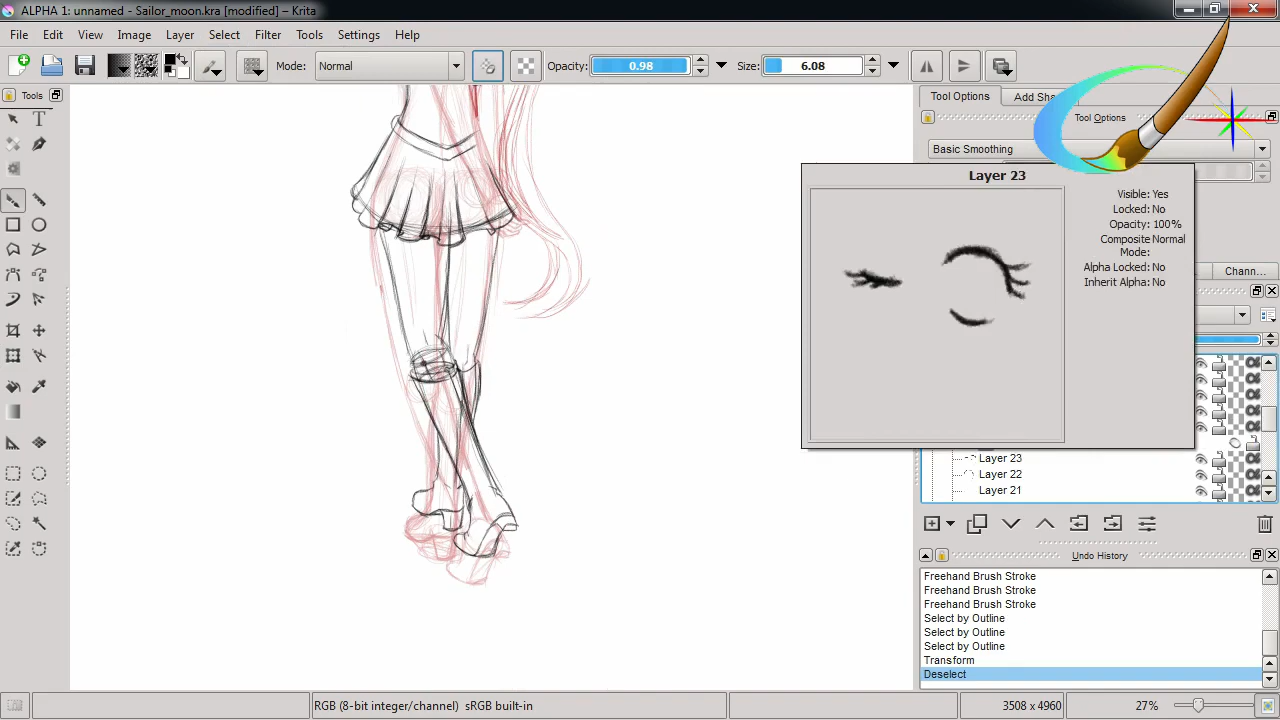 ALPHA 1: unnamed - Sailor_moon.kra [modified] – Krita
File Edit View Image Layer Select Filter Tools Settings Help
Mode: Normal Opacity: 0.98 Size: 6.08
Tools
Tool Options Add Sha
Tool Options
Basic Smoothing
Layer 23
Visible: Yes
Locked: No
Opacity: 100%
Composite Mode: Normal
Alpha Locked: No
Inherit Alpha: No
Chann...
Layer 23
Layer 22
Layer 21
Undo History
Freehand Brush Stroke
Freehand Brush Stroke
Freehand Brush Stroke
Select by Outline
Select by Outline
Select by Outline
Transform
Deselect
RGB (8-bit integer/channel) sRGB built-in 3508 x 4960 27%